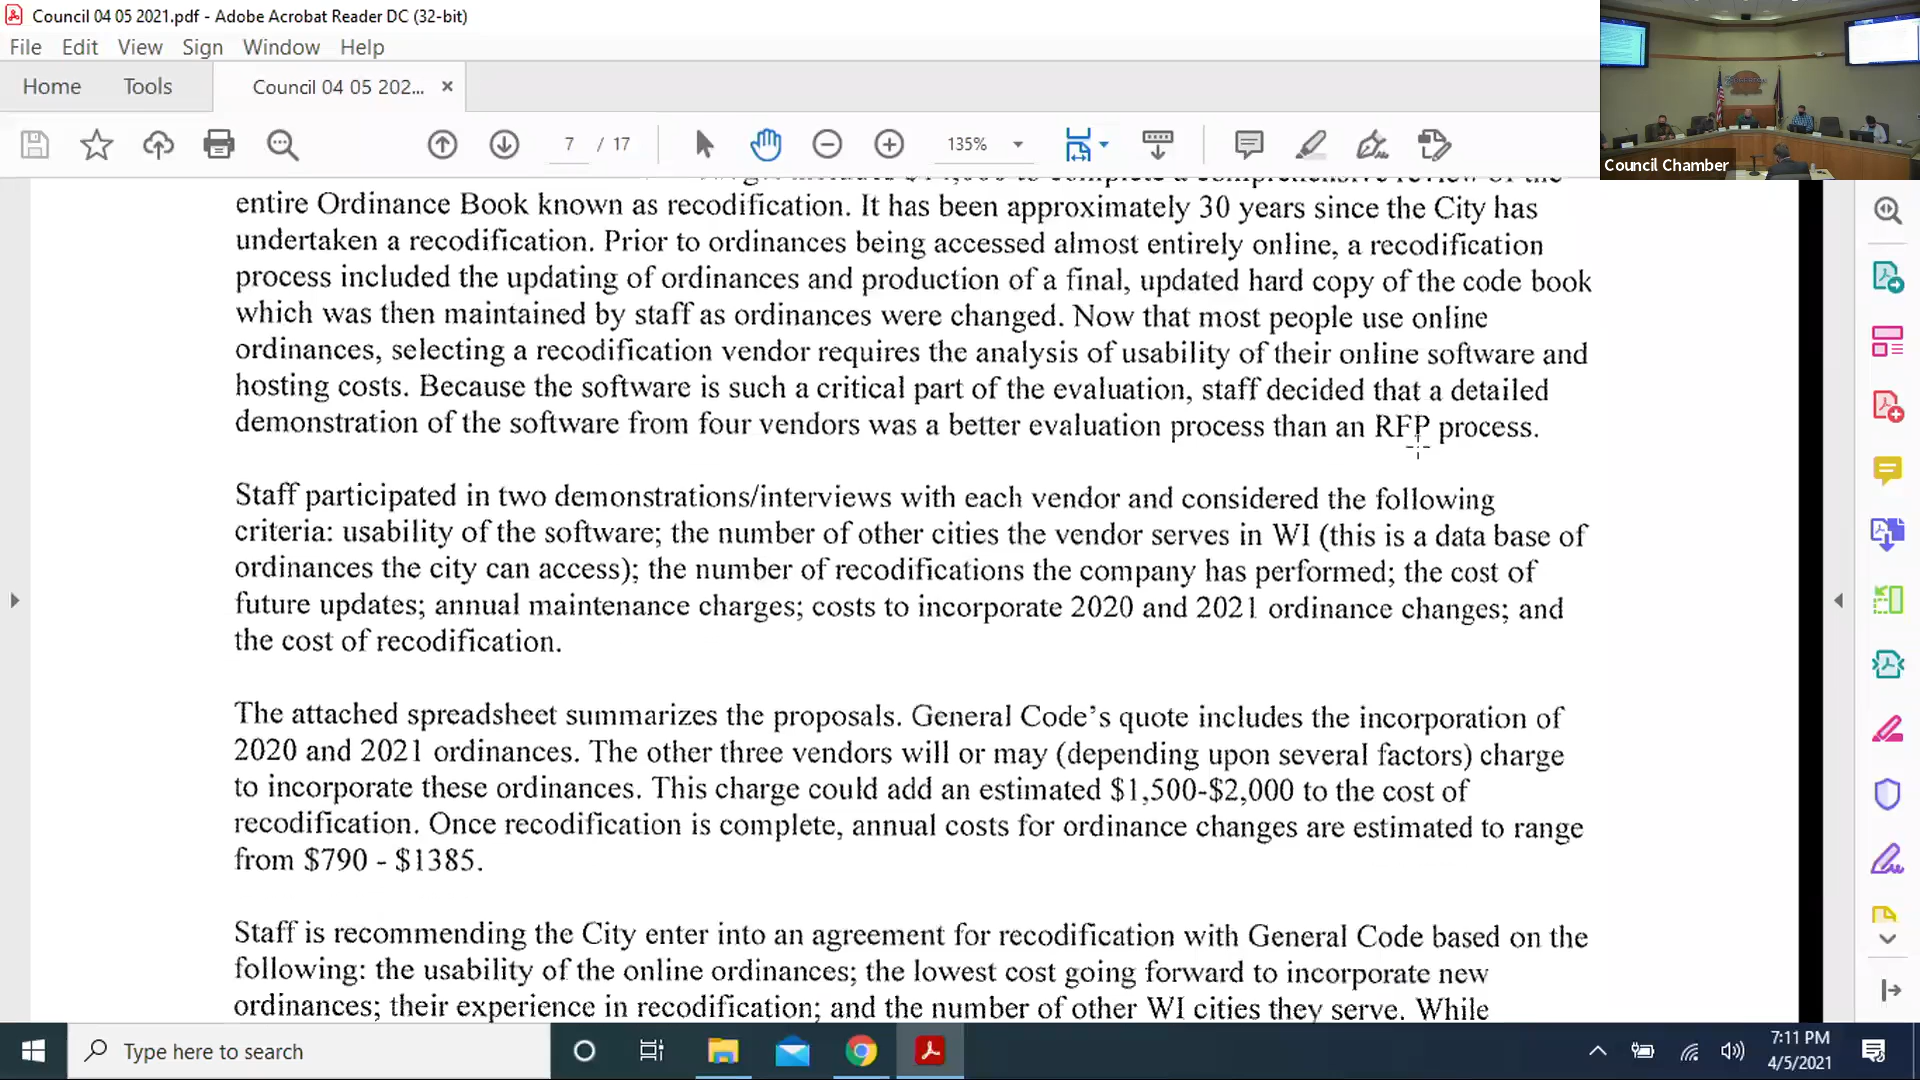 Council 04 05 2021.pdf - Adobe Acrobat Reader DC (32-bit)
File Edit View Sign Window Help
Home Tools Council 04 05 202... ×
7 / 17 135%
Council Chamber
entire Ordinance Book known as recodification. It has been approximately 30 years since the City has
undertaken a recodification. Prior to ordinances being accessed almost entirely online, a recodification
process included the updating of ordinances and production of a final, updated hard copy of the code book
which was then maintained by staff as ordinances were changed. Now that most people use online
ordinances, selecting a recodification vendor requires the analysis of usability of their online software and
hosting costs. Because the software is such a critical part of the evaluation, staff decided that a detailed
demonstration of the software from four vendors was a better evaluation process than an RFP process.
Staff participated in two demonstrations/interviews with each vendor and considered the following
criteria: usability of the software; the number of other cities the vendor serves in WI (this is a data base of
ordinances the city can access); the number of recodifications the company has performed; the cost of
future updates; annual maintenance charges; costs to incorporate 2020 and 2021 ordinance changes; and
the cost of recodification.
The attached spreadsheet summarizes the proposals. General Code's quote includes the incorporation of
2020 and 2021 ordinances. The other three vendors will or may (depending upon several factors) charge
to incorporate these ordinances. This charge could add an estimated $1,500-$2,000 to the cost of
recodification. Once recodification is complete, annual costs for ordinance changes are estimated to range
from $790 - $1385.
Staff is recommending the City enter into an agreement for recodification with General Code based on the
following: the usability of the online ordinances; the lowest cost going forward to incorporate new
ordinances; their experience in recodification; and the number of other WI cities they serve. While
Type here to search
7:11 PM
4/5/2021